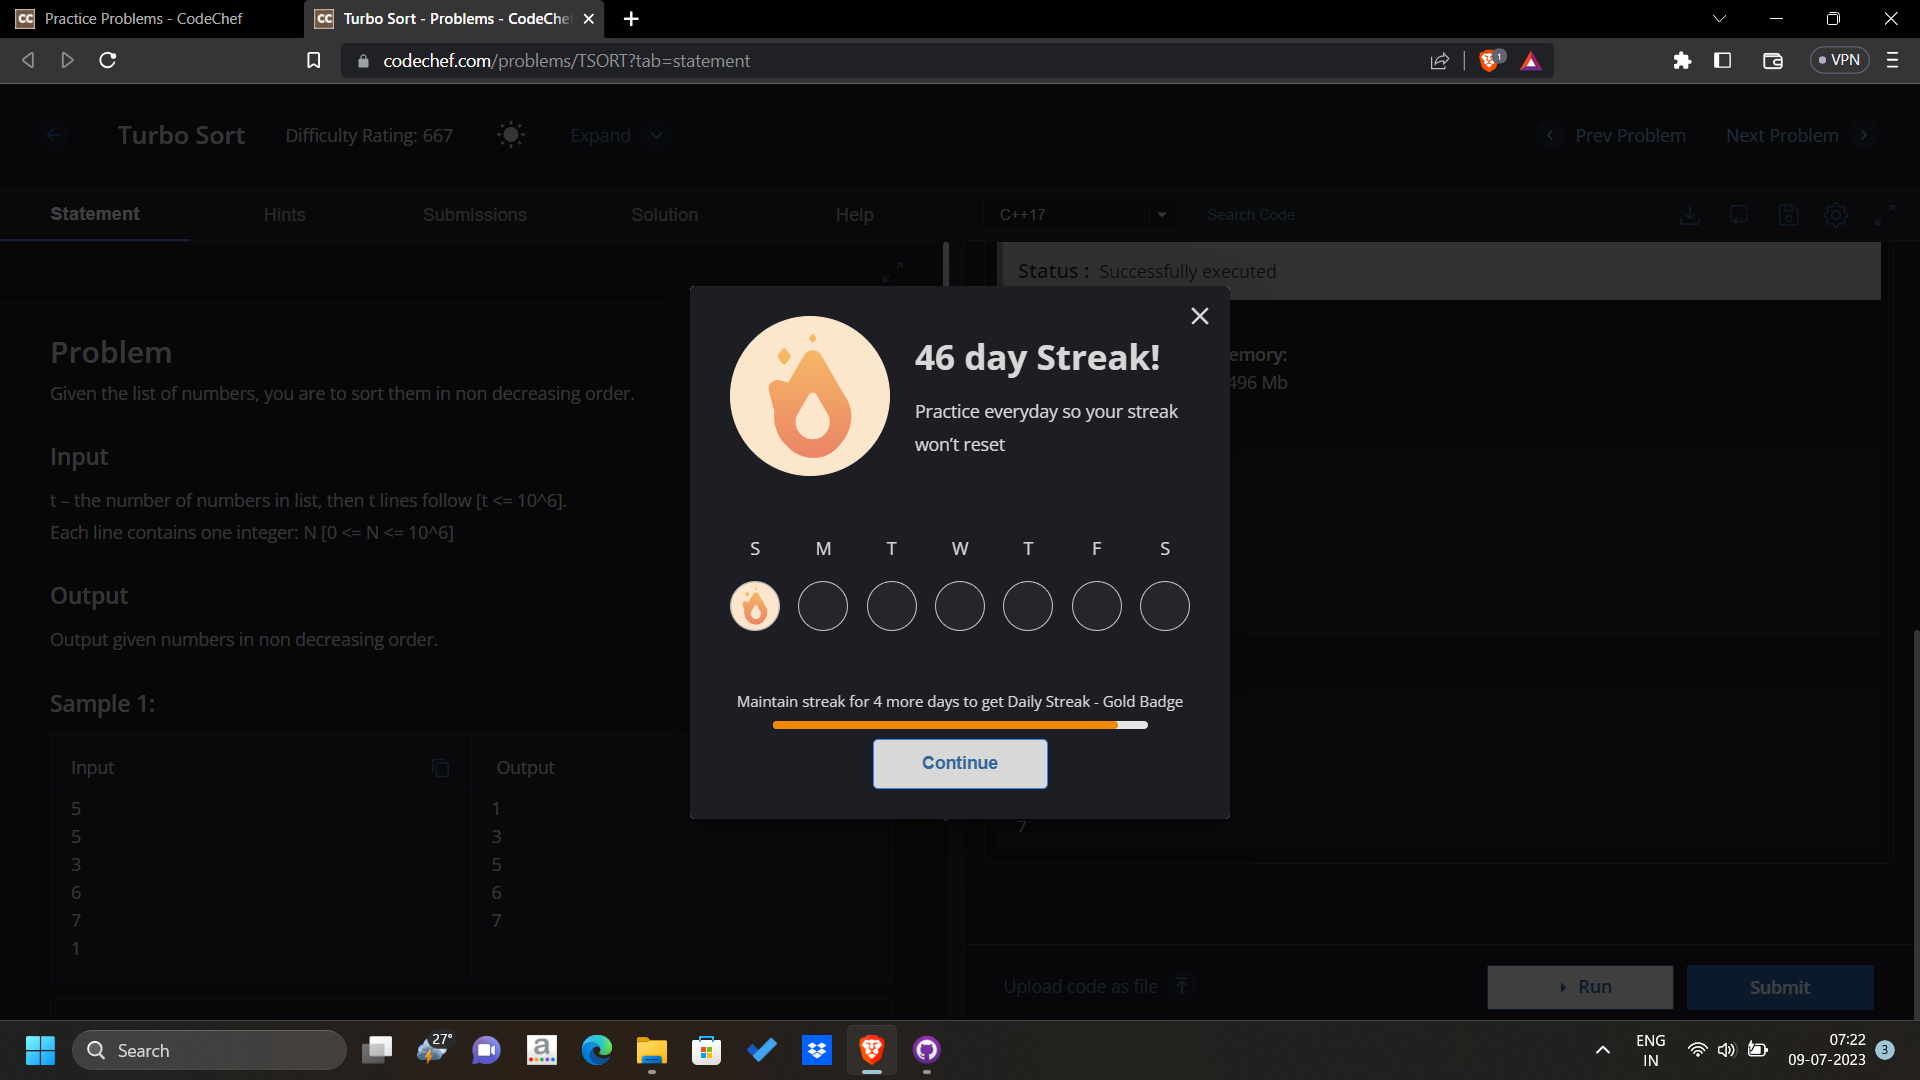 Practice Problems - CodeChef
Turbo Sort - Problems - CodeChef
codechef.com/problems/TSORT?tab=statement
1
VPN
Turbo Sort
Difficulty Rating: 667
Expand
Prev Problem
Next Problem
Statement
Hints
Submissions
Solution
Help
C++17
Search Code
Status : Successfully executed
emory:
496 Mb
Problem
Given the list of numbers, you are to sort them in non decreasing order.
Input
t – the number of numbers in list, then t lines follow [t <= 10^6].
Each line contains one integer: N [0 <= N <= 10^6]
Output
Output given numbers in non decreasing order.
Sample 1:
Input
Output
5
5
3
6
7
1
1
3
5
6
7
46 day Streak!
Practice everyday so your streak
won't reset
S M T W T F S
Maintain streak for 4 more days to get Daily Streak - Gold Badge
Continue
7
Upload code as file
Run
Submit
Search
27°
ENG
IN
07:22
09-07-2023
3